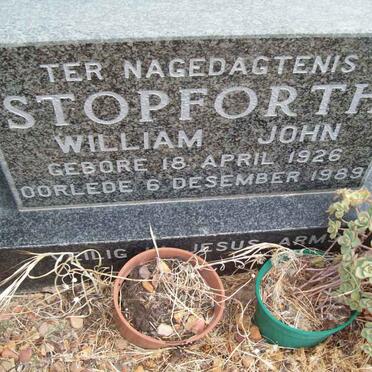 TER NAGEDAGTENIS
STOPFORTH
WILLIAM JOHN
GEBORE 18 APRIL 1926
OORLEDE 6 DESEMBER 1989
JESUS